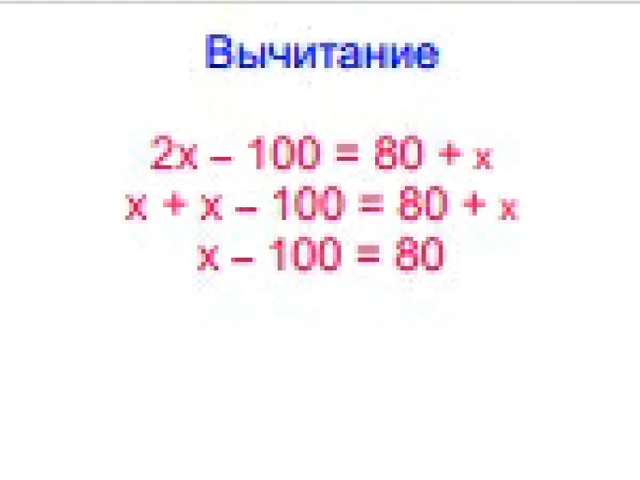 Вычитание
2x – 100 = 80 + x
x + x – 100 = 80 + x
x – 100 = 80